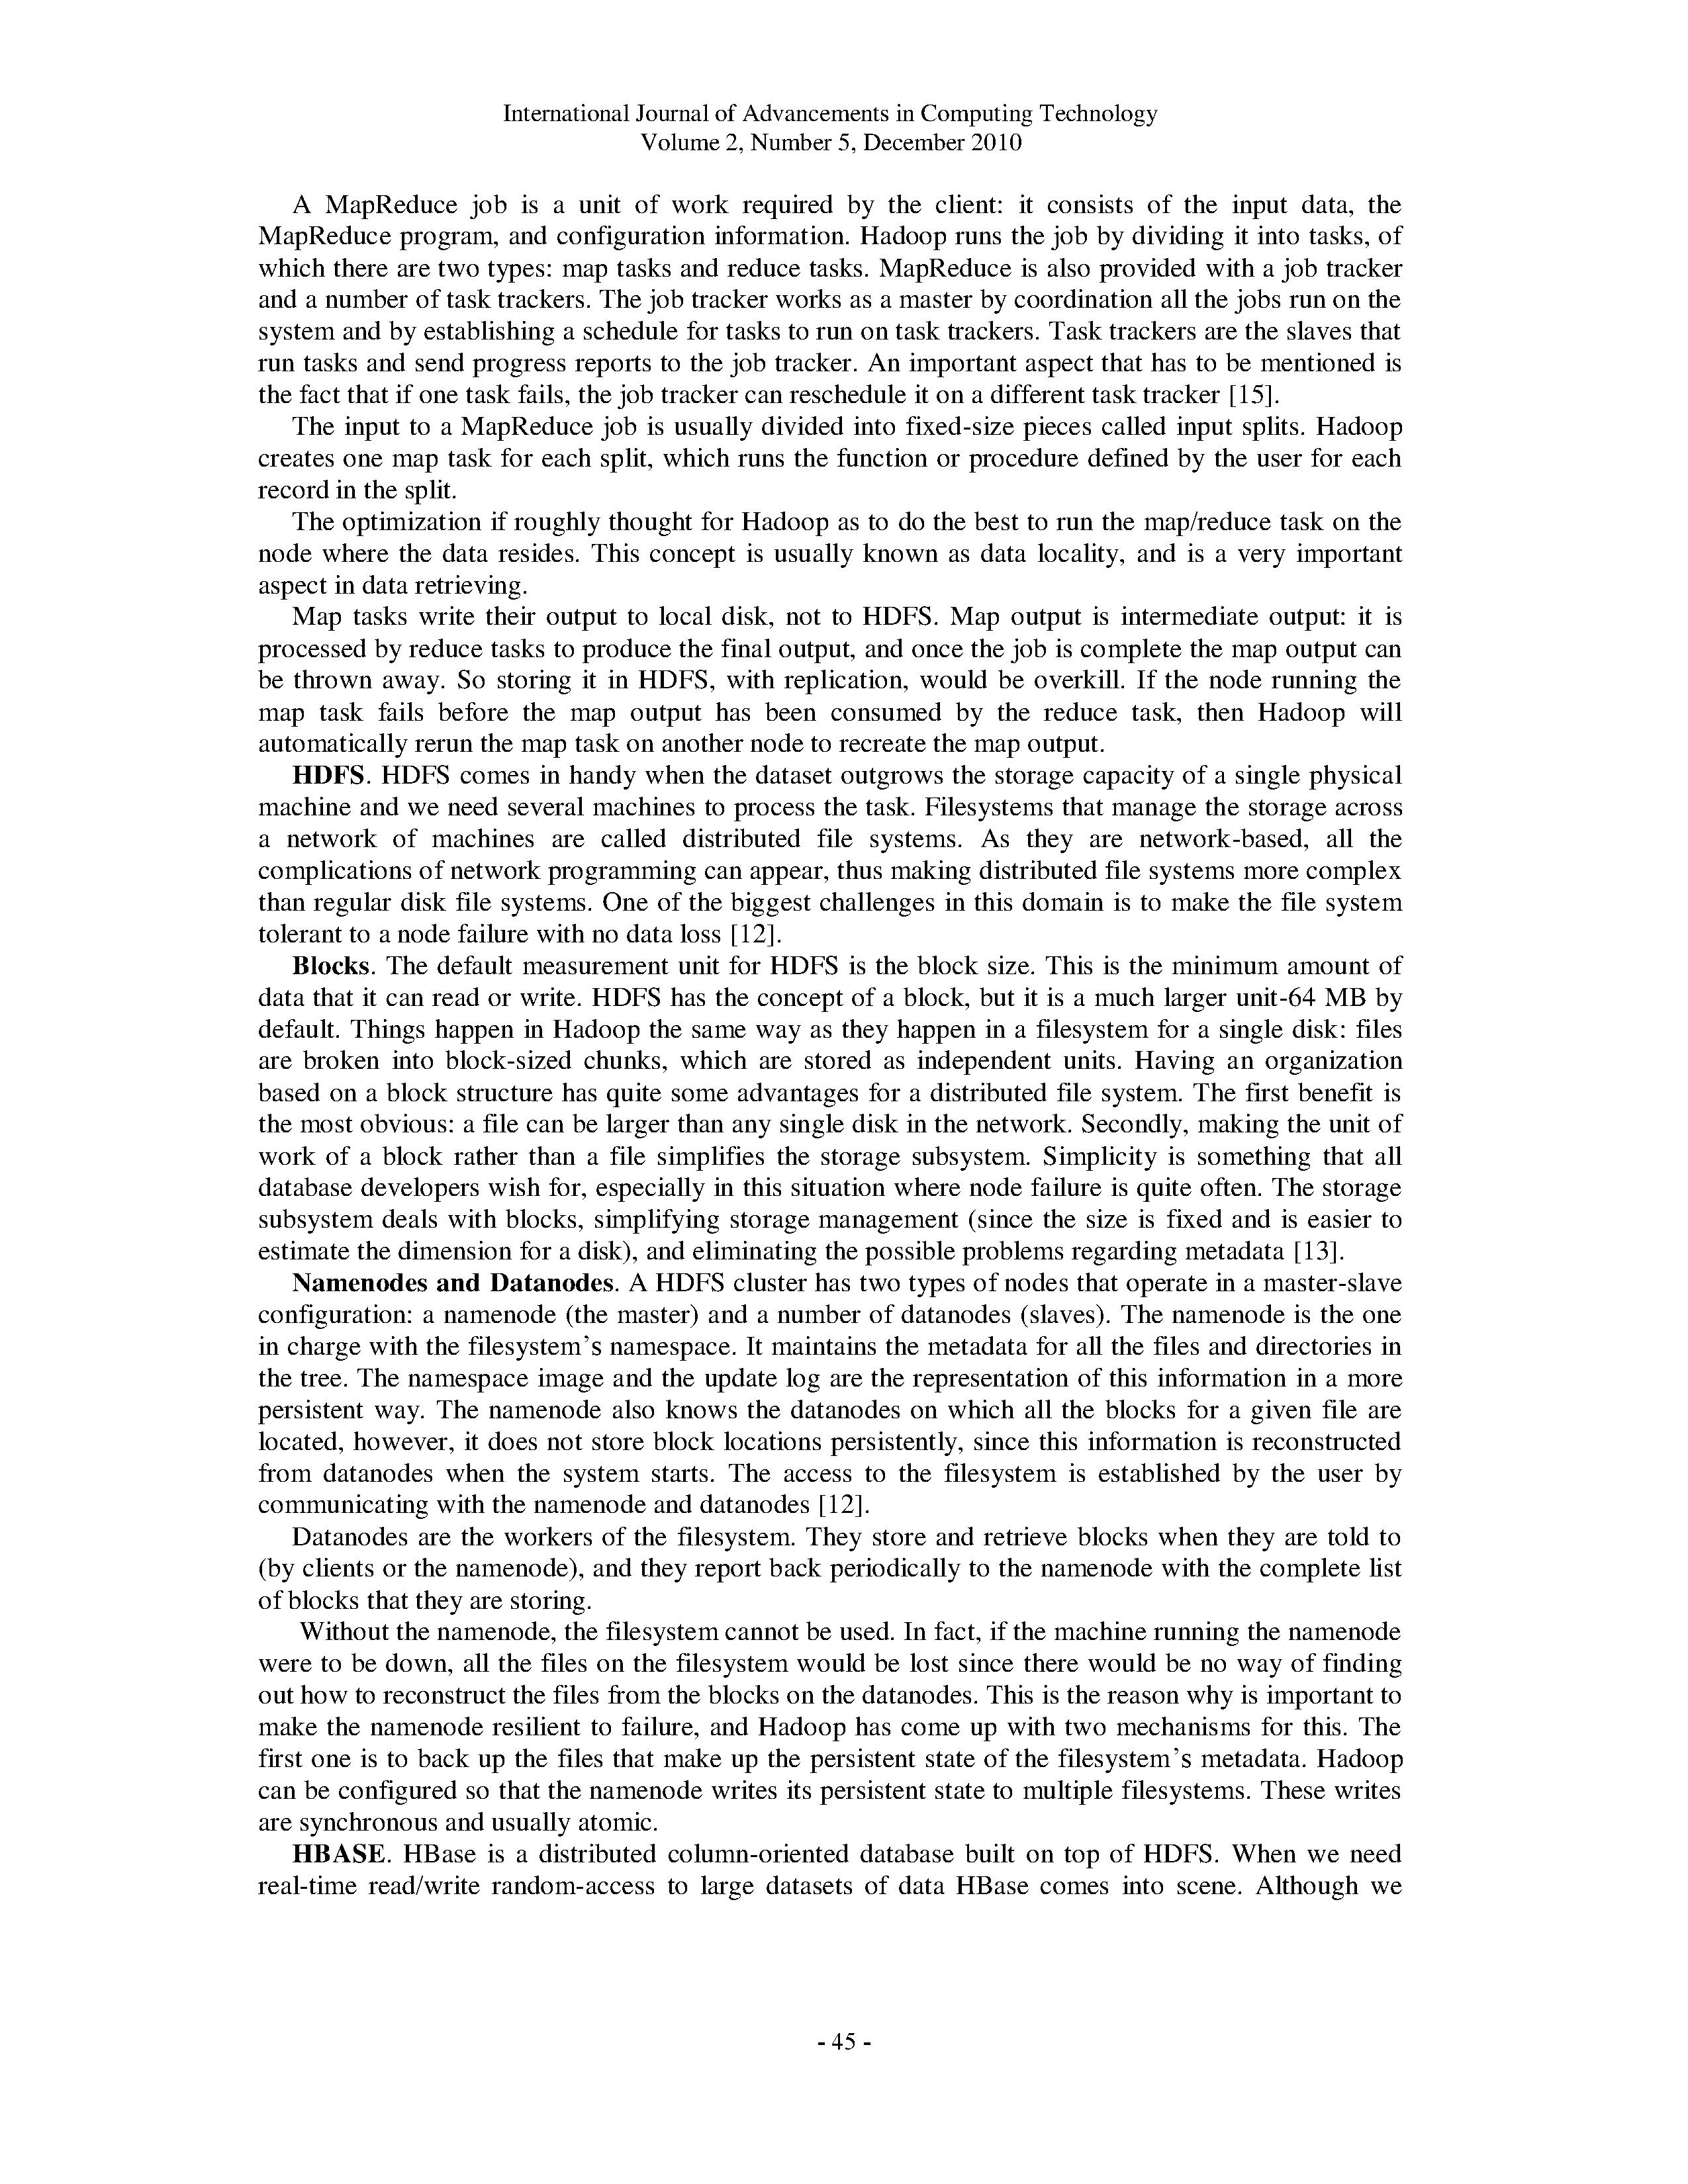 International Journal of Advancements in Computing Technology
Volume 2, Number 5, December 2010
A MapReduce job is a unit of work required by the client: it consists of the input data, the
MapReduce program, and configuration information. Hadoop runs the job by dividing it into tasks, of
which there are two types: map tasks and reduce tasks. MapReduce is also provided with a job tracker
and a number of task trackers. The job tracker works as a master by coordination all the jobs run on the
system and by establishing a schedule for tasks to run on task trackers. Task trackers are the slaves that
run tasks and send progress reports to the job tracker. An important aspect that has to be mentioned is
the fact that if one task fails, the job tracker can reschedule it on a different task tracker [15].
The input to a MapReduce job is usually divided into fixed-size pieces called input splits. Hadoop
creates one map task for each split, which runs the function or procedure defined by the user for each
record in the split.
The optimization if roughly thought for Hadoop as to do the best to run the map/reduce task on the
node where the data resides. This concept is usually known as data locality, and is a very important
aspect in data retrieving.
Map tasks write their output to local disk, not to HDFS. Map output is intermediate output: it is
processed by reduce tasks to produce the final output, and once the job is complete the map output can
be thrown away. So storing it in HDFS, with replication, would be overkill. If the node running the
map task fails before the map output has been consumed by the reduce task, then Hadoop will
automatically rerun the map task on another node to recreate the map output.
HDFS. HDFS comes in handy when the dataset outgrows the storage capacity of a single physical
machine and we need several machines to process the task. Filesystems that manage the storage across
a network of machines are called distributed file systems. As they are network-based, all the
complications of network programming can appear, thus making distributed file systems more complex
than regular disk file systems. One of the biggest challenges in this domain is to make the file system
tolerant to a node failure with no data loss [12].
Blocks. The default measurement unit for HDFS is the block size. This is the minimum amount of
data that it can read or write. HDFS has the concept of a block, but it is a much larger unit-64 MB by
default. Things happen in Hadoop the same way as they happen in a filesystem for a single disk: files
are broken into block-sized chunks, which are stored as independent units. Having an organization
based on a block structure has quite some advantages for a distributed file system. The first benefit is
the most obvious: a file can be larger than any single disk in the network. Secondly, making the unit of
work of a block rather than a file simplifies the storage subsystem. Simplicity is something that all
database developers wish for, especially in this situation where node failure is quite often. The storage
subsystem deals with blocks, simplifying storage management (since the size is fixed and is easier to
estimate the dimension for a disk), and eliminating the possible problems regarding metadata [13].
Namenodes and Datanodes. A HDFS cluster has two types of nodes that operate in a master-slave
configuration: a namenode (the master) and a number of datanodes (slaves). The namenode is the one
in charge with the filesystem’s namespace. It maintains the metadata for all the files and directories in
the tree. The namespace image and the update log are the representation of this information in a more
persistent way. The namenode also knows the datanodes on which all the blocks for a given file are
located, however, it does not store block locations persistently, since this information is reconstructed
from datanodes when the system starts. The access to the filesystem is established by the user by
communicating with the namenode and datanodes [12].
Datanodes are the workers of the filesystem. They store and retrieve blocks when they are told to
(by clients or the namenode), and they report back periodically to the namenode with the complete list
of blocks that they are storing.
Without the namenode, the filesystem cannot be used. In fact, if the machine running the namenode
were to be down, all the files on the filesystem would be lost since there would be no way of finding
out how to reconstruct the files from the blocks on the datanodes. This is the reason why is important to
make the namenode resilient to failure, and Hadoop has come up with two mechanisms for this. The
first one is to back up the files that make up the persistent state of the filesystem’s metadata. Hadoop
can be configured so that the namenode writes its persistent state to multiple filesystems. These writes
are synchronous and usually atomic.
HBASE. HBase is a distributed column-oriented database built on top of HDFS. When we need
real-time read/write random-access to large datasets of data HBase comes into scene. Although we
- 45 -